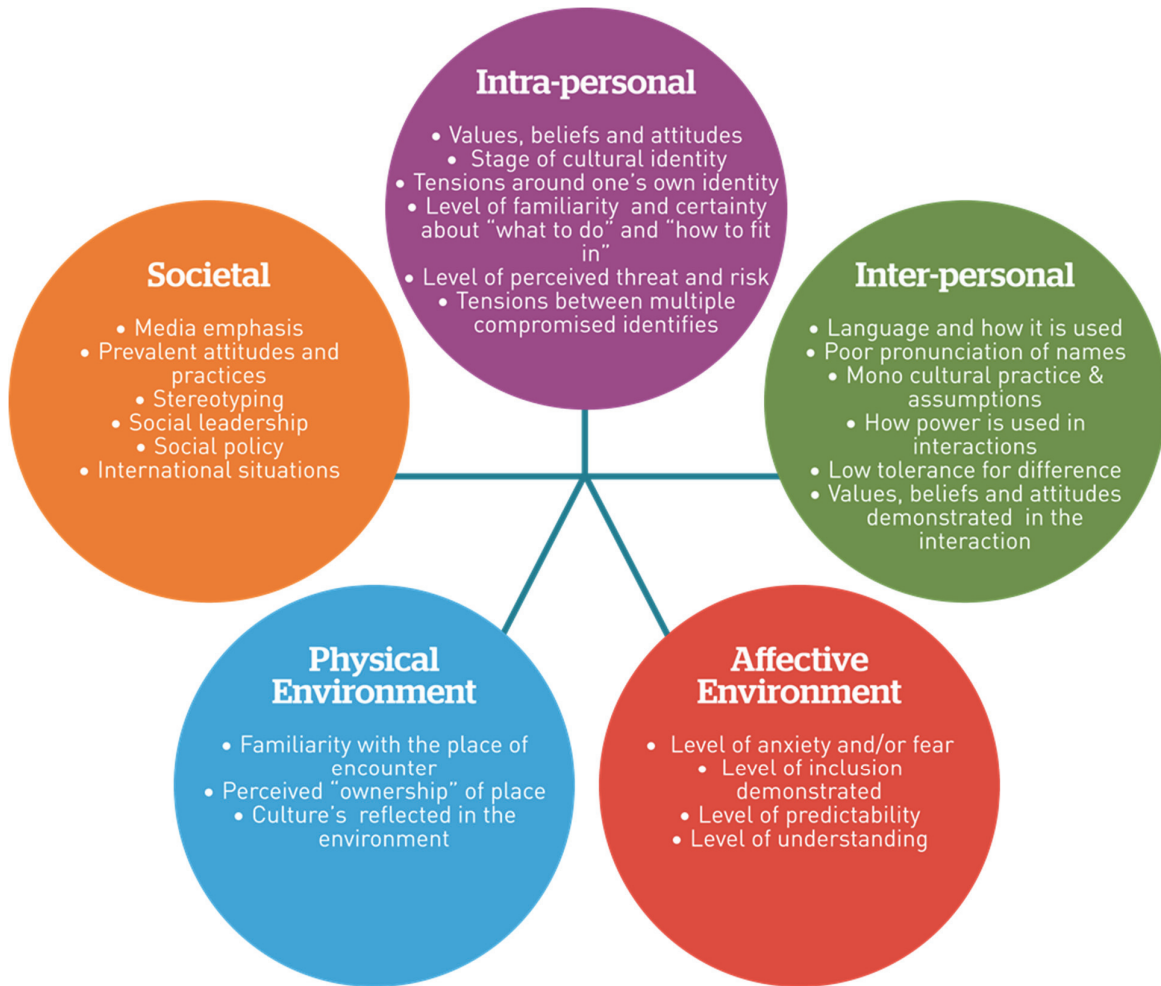 Intra-personal
• Values, beliefs and attitudes
• Stage of cultural identity
• Tensions around one's own identity
• Level of familiarity and certainty
about "what to do" and "how to fit
in"
• Level of perceived threat and risk
• Tensions between multiple
compromised identifies
Societal
• Media emphasis
• Prevalent attitudes and
practices
• Stereotyping
• Social leadership
• Social policy
• International situations
Inter-personal
• Language and how it is used
• Poor pronunciation of names
• Mono cultural practice &
assumptions
• How power is used in
interactions
• Low tolerance for difference
• Values, beliefs and attitudes
demonstrated in the
interaction
Physical
Environment
• Familiarity with the place of
encounter
• Perceived "ownership" of place
• Culture's reflected in the
environment
Affective
Environment
• Level of anxiety and/or fear
• Level of inclusion
demonstrated
• Level of predictability
• Level of understanding